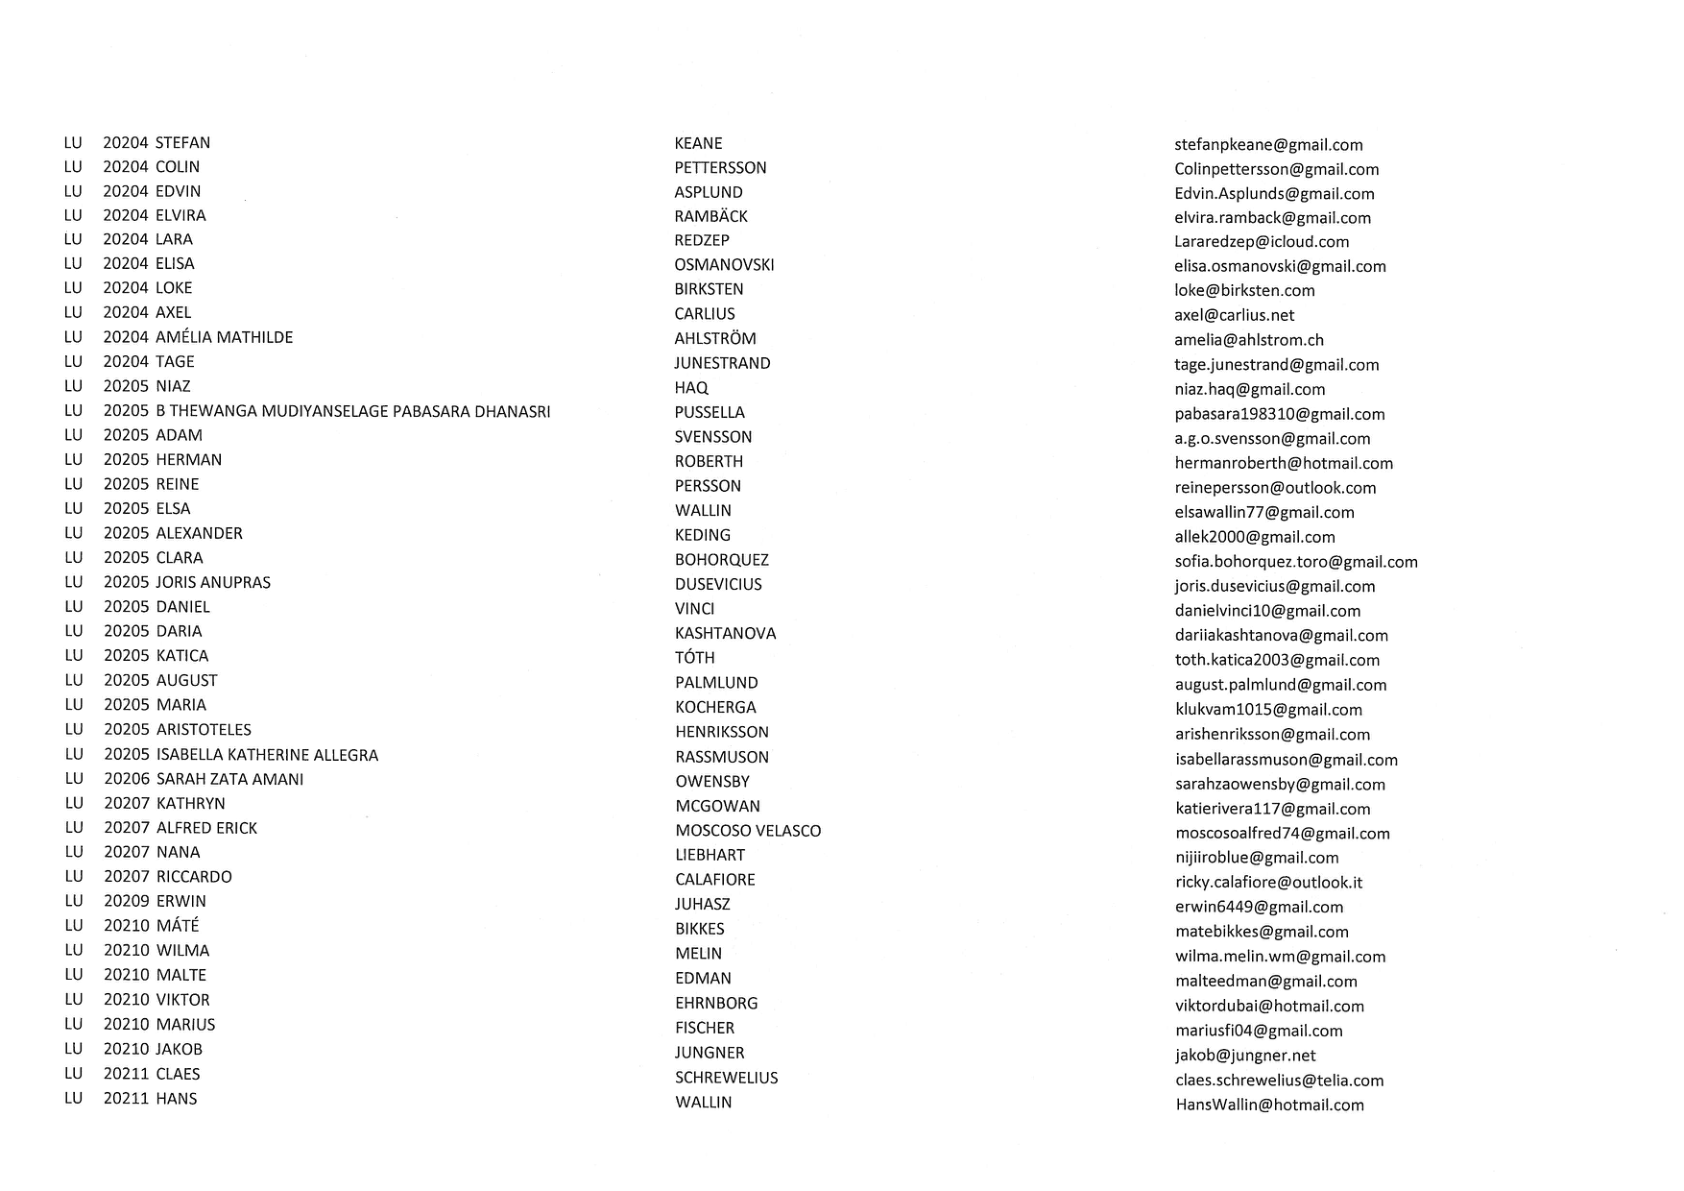 LU 20204 STEFAN KEANE stefanpkeane@gmail.com
LU 20204 COLIN PETTERSSON Colinpettersson@gmail.com
LU 20204 EDVIN ASPLUND Edvin.Asplunds@gmail.com
LU 20204 ELVIRA RAMBÄCK elvira.ramback@gmail.com
LU 20204 LARA REDZEP Lararedzep@icloud.com
LU 20204 ELISA OSMANOVSKI elisa.osmanovski@gmail.com
LU 20204 LOKE BIRKSTEN loke@birksten.com
LU 20204 AXEL CARLIUS axel@carlius.net
LU 20204 AMÉLIA MATHILDE AHLSTRÖM amelia@ahlstrom.ch
LU 20204 TAGE JUNESTRAND tage.junestrand@gmail.com
LU 20205 NIAZ HAQ niaz.haq@gmail.com
LU 20205 B THEWANGA MUDIYANSELAGE PABASARA DHANASRI PUSSELLA pabasara198310@gmail.com
LU 20205 ADAM SVENSSON a.g.o.svensson@gmail.com
LU 20205 HERMAN ROBERTH hermanroberth@hotmail.com
LU 20205 REINE PERSSON reinepersson@outlook.com
LU 20205 ELSA WALLIN elsawallin77@gmail.com
LU 20205 ALEXANDER KEDING allek2000@gmail.com
LU 20205 CLARA BOHORQUEZ sofia.bohorquez.toro@gmail.com
LU 20205 JORIS ANUPRAS DUSEVICIUS joris.dusevicius@gmail.com
LU 20205 DANIEL VINCI danielvinci10@gmail.com
LU 20205 DARIA KASHTANOVA dariiakashtanova@gmail.com
LU 20205 KATICA TÓTH toth.katica2003@gmail.com
LU 20205 AUGUST PALMLUND august.palmlund@gmail.com
LU 20205 MARIA KOCHERGA klukvam1015@gmail.com
LU 20205 ARISTOTELES HENRIKSSON arishenriksson@gmail.com
LU 20205 ISABELLA KATHERINE ALLEGRA RASSMUSON isabellarassmuson@gmail.com
LU 20206 SARAH ZATA AMANI OWENSBY sarahzaowensby@gmail.com
LU 20207 KATHRYN MCGOWAN katierivera117@gmail.com
LU 20207 ALFRED ERICK MOSCOSO VELASCO moscosoalfred74@gmail.com
LU 20207 NANA LIEBHART nijiiroblue@gmail.com
LU 20207 RICCARDO CALAFIORE ricky.calafiore@outlook.it
LU 20209 ERWIN JUHASZ erwin6449@gmail.com
LU 20210 MÁTÉ BIKKES matebikkes@gmail.com
LU 20210 WILMA MELIN wilma.melin.wm@gmail.com
LU 20210 MALTE EDMAN malteedman@gmail.com
LU 20210 VIKTOR EHRNBORG viktordubai@hotmail.com
LU 20210 MARIUS FISCHER mariusfi04@gmail.com
LU 20210 JAKOB JUNGNER jakob@jungner.net
LU 20211 CLAES SCHREWELIUS claes.schrewelius@telia.com
LU 20211 HANS WALLIN HansWallin@hotmail.com